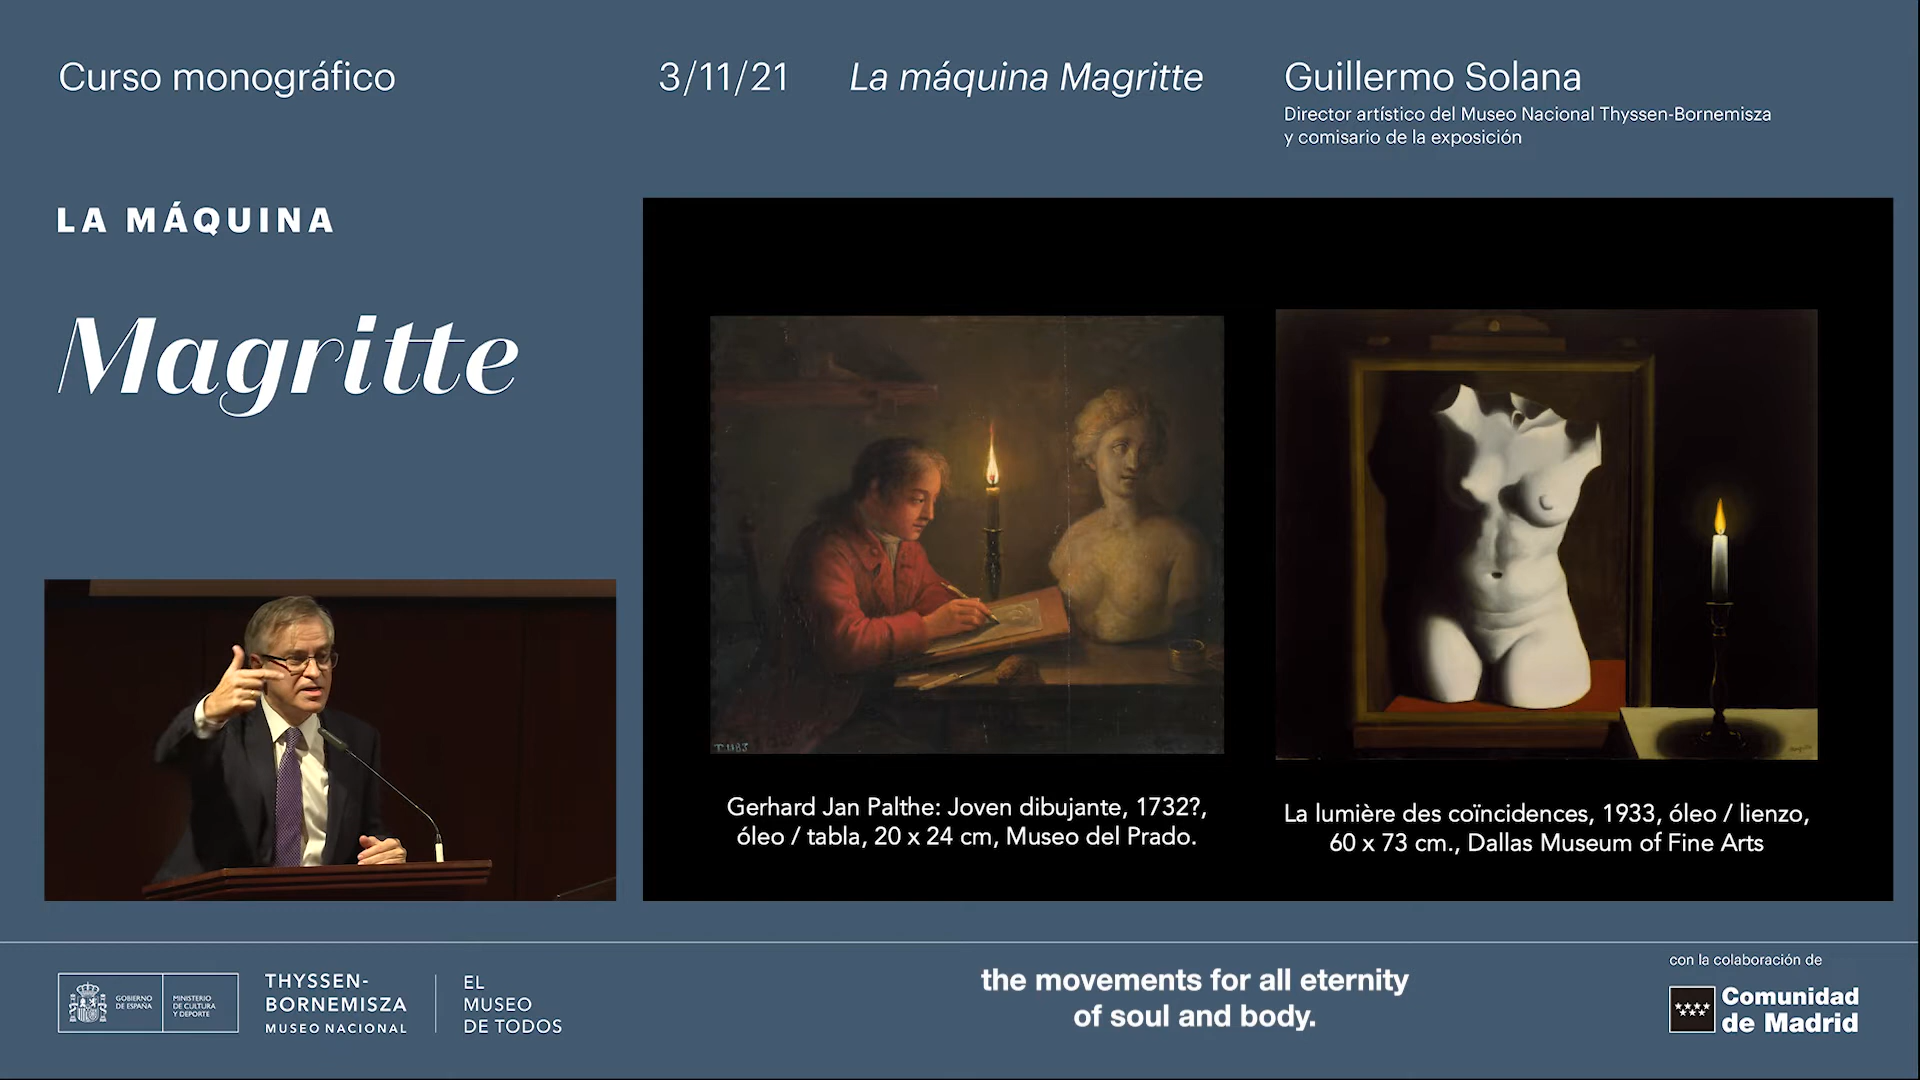 Curso monográfico
3/11/21
La máquina Magritte
Guillermo Solana
Director artístico del Museo Nacional Thyssen-Bornemisza
y comisario de la exposición
LA MÁQUINA
Magritte
Gerhard Jan Palthe: Joven dibujante, 1732?,
óleo / tabla, 20 x 24 cm, Museo del Prado.
La lumière des coïncidences, 1933, óleo / lienzo,
60 x 73 cm., Dallas Museum of Fine Arts
GOBIERNO
DE ESPAÑA
MINISTERIO
DE CULTURA
Y DEPORTE
THYSSEN-
BORNEMISZA
MUSEO NACIONAL
EL
MUSEO
DE TODOS
the movements for all eternity
of soul and body.
con la colaboración de
Comunidad
de Madrid